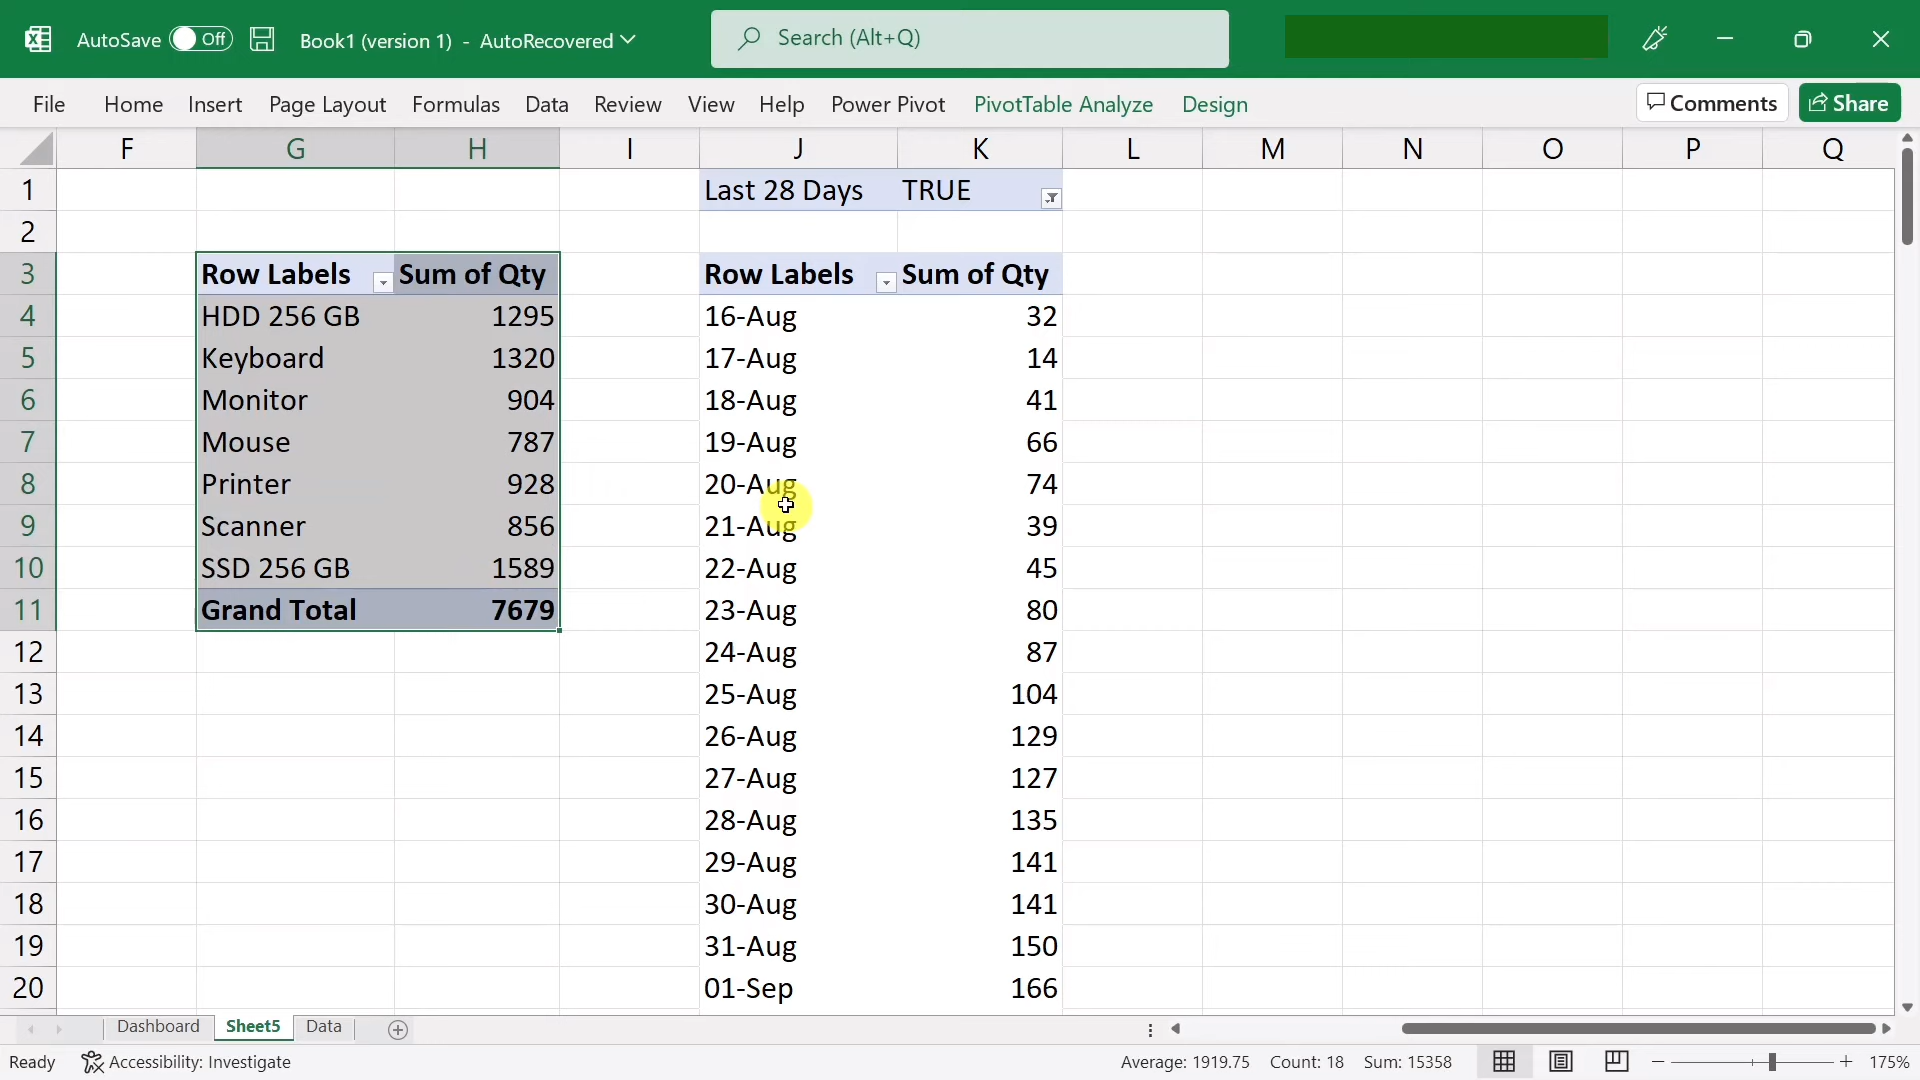 AutoSave Off Book1 (version 1) - AutoRecovered Search (Alt+Q)
File Home Insert Page Layout Formulas Data Review View Help Power Pivot PivotTable Analyze Design Comments Share
F G H I J K L M N O P Q
1 Last 28 Days TRUE
2
3 Row Labels Sum of Qty Row Labels Sum of Qty
4 HDD 256 GB 1295 16-Aug 32
5 Keyboard 1320 17-Aug 14
6 Monitor 904 18-Aug 41
7 Mouse 787 19-Aug 66
8 Printer 928 20-Aug 74
9 Scanner 856 21-Aug 39
10 SSD 256 GB 1589 22-Aug 45
11 Grand Total 7679 23-Aug 80
12 24-Aug 87
13 25-Aug 104
14 26-Aug 129
15 27-Aug 127
16 28-Aug 135
17 29-Aug 141
18 30-Aug 141
19 31-Aug 150
20 01-Sep 166
Dashboard Sheet5 Data
Ready Accessibility: Investigate Average: 1919.75 Count: 18 Sum: 15358 175%